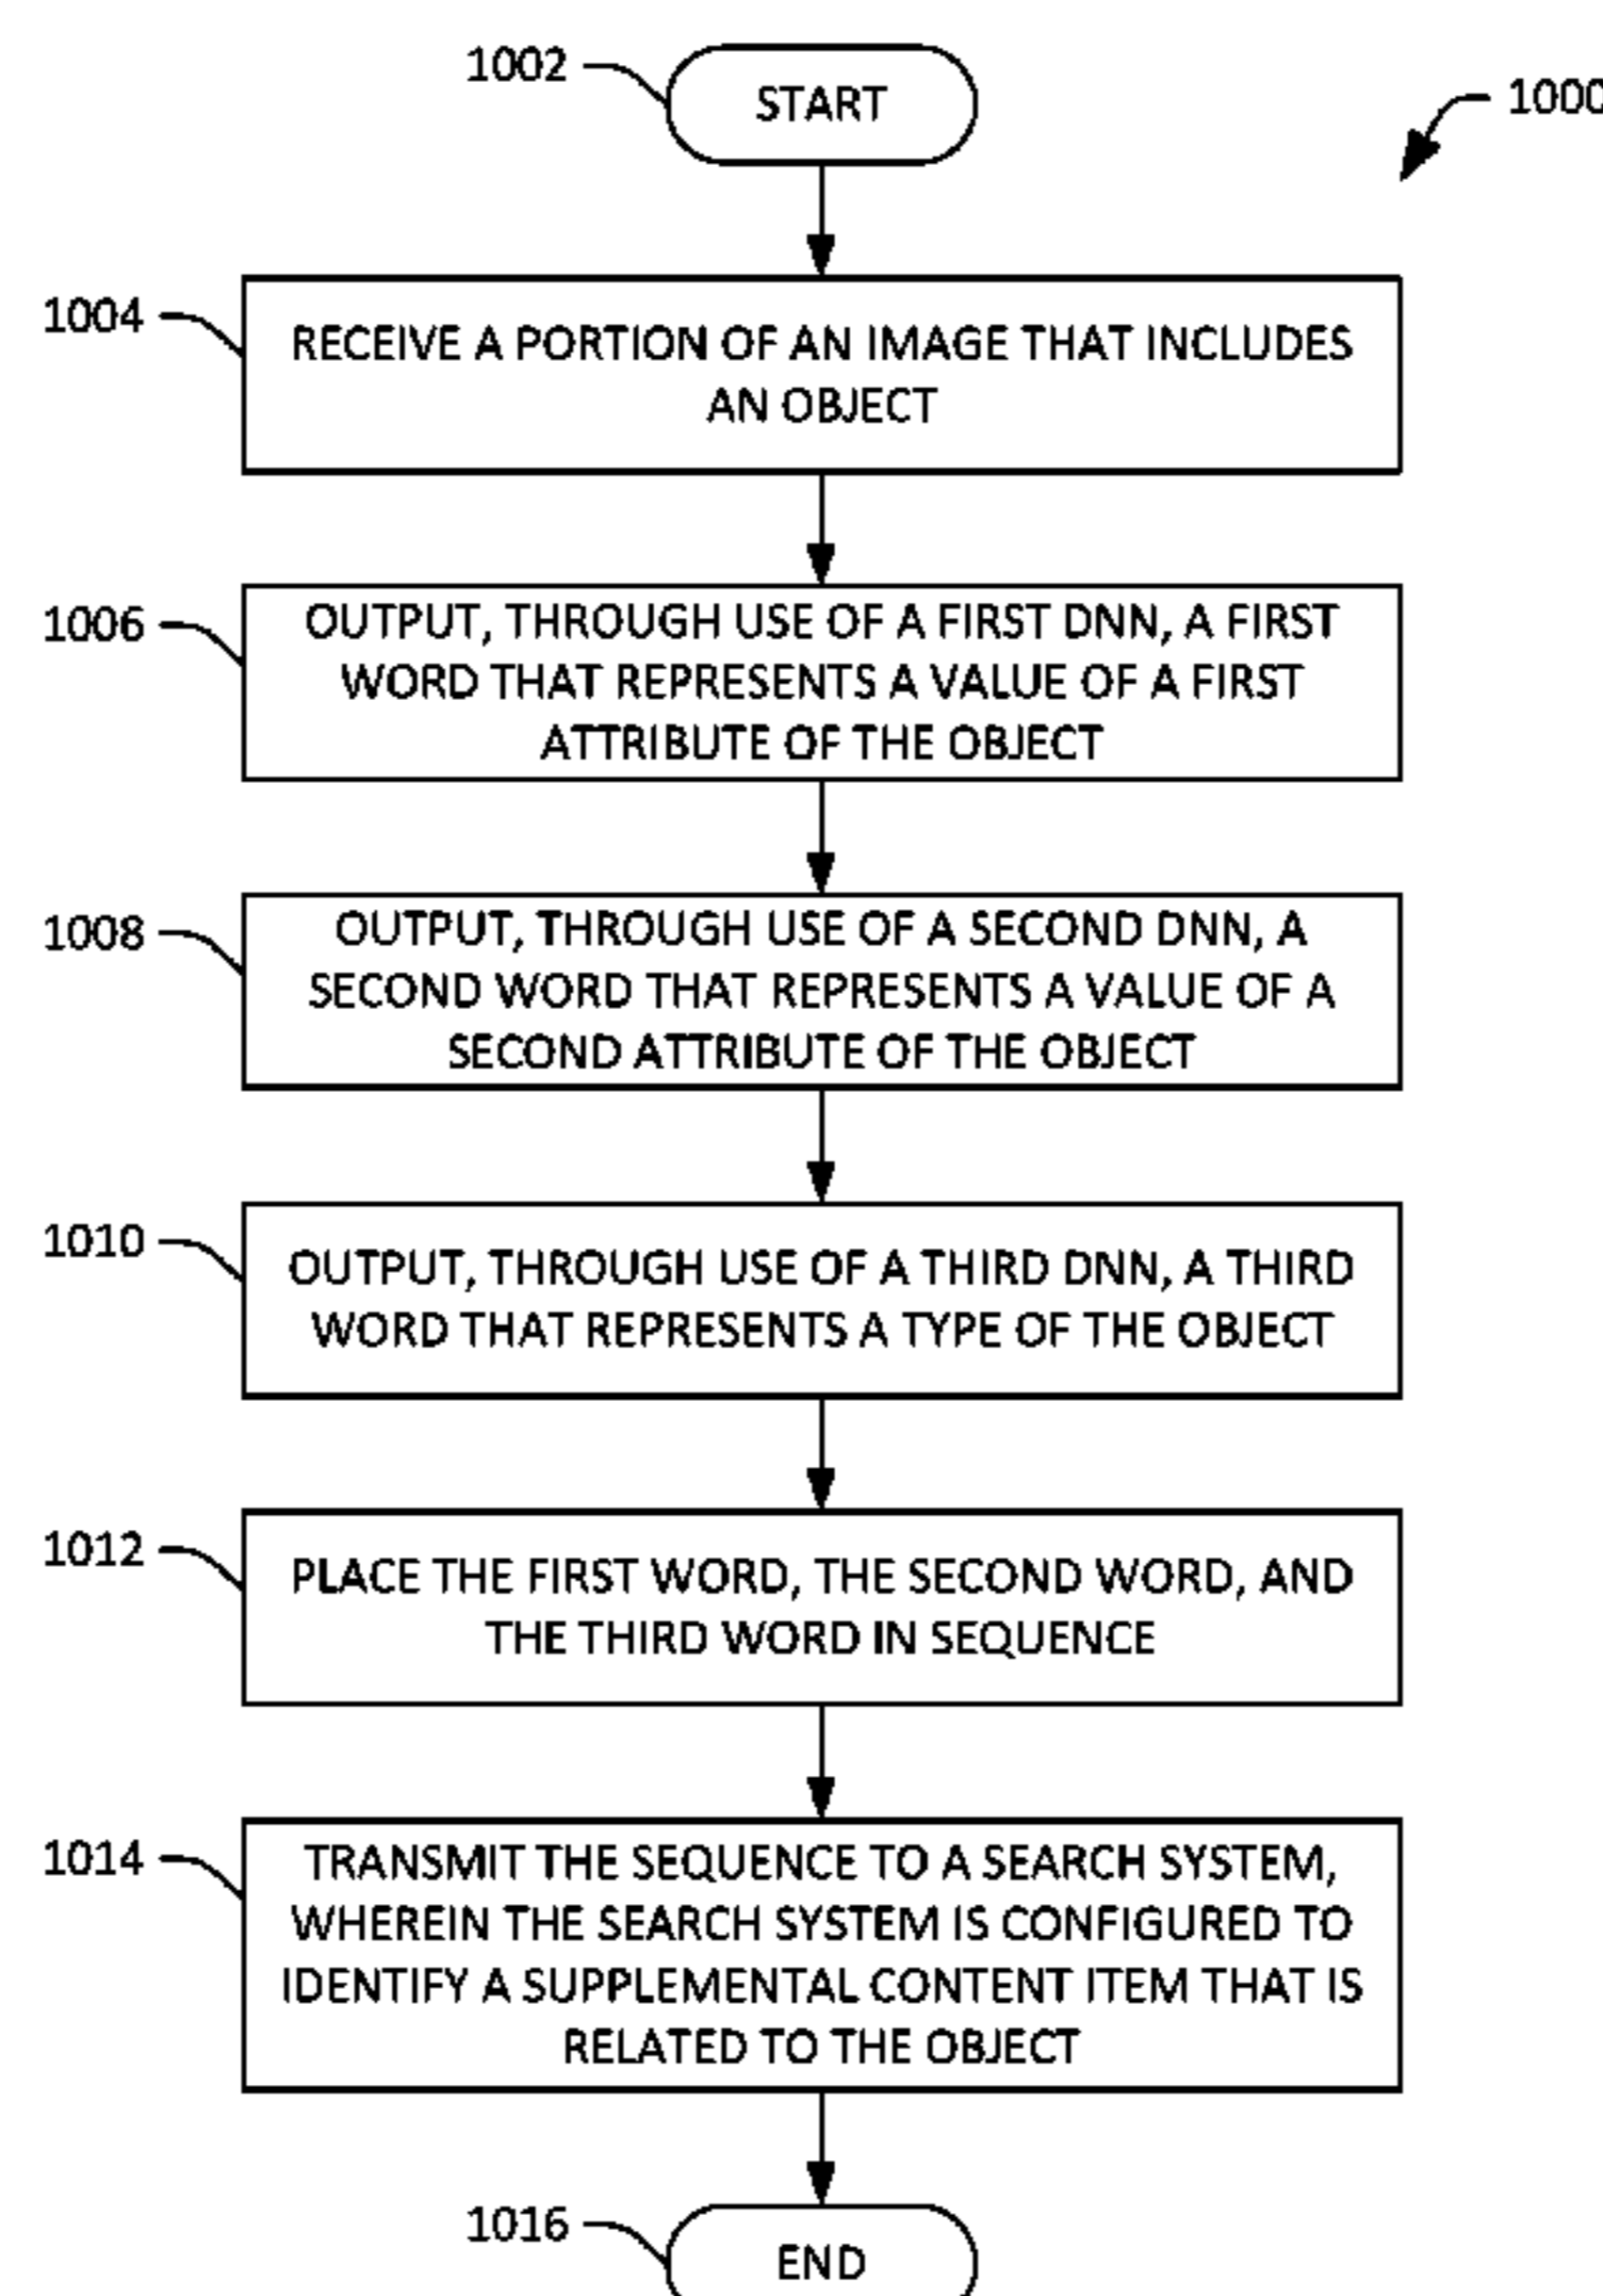 1002
START
1000
1004
RECEIVE A PORTION OF AN IMAGE THAT INCLUDES
AN OBJECT
1006
OUTPUT, THROUGH USE OF A FIRST DNN, A FIRST
WORD THAT REPRESENTS A VALUE OF A FIRST
ATTRIBUTE OF THE OBJECT
1008
OUTPUT, THROUGH USE OF A SECOND DNN, A
SECOND WORD THAT REPRESENTS A VALUE OF A
SECOND ATTRIBUTE OF THE OBJECT
1010
OUTPUT, THROUGH USE OF A THIRD DNN, A THIRD
WORD THAT REPRESENTS A TYPE OF THE OBJECT
1012
PLACE THE FIRST WORD, THE SECOND WORD, AND
THE THIRD WORD IN SEQUENCE
1014
TRANSMIT THE SEQUENCE TO A SEARCH SYSTEM,
WHEREIN THE SEARCH SYSTEM IS CONFIGURED TO
IDENTIFY A SUPPLEMENTAL CONTENT ITEM THAT IS
RELATED TO THE OBJECT
1016
END